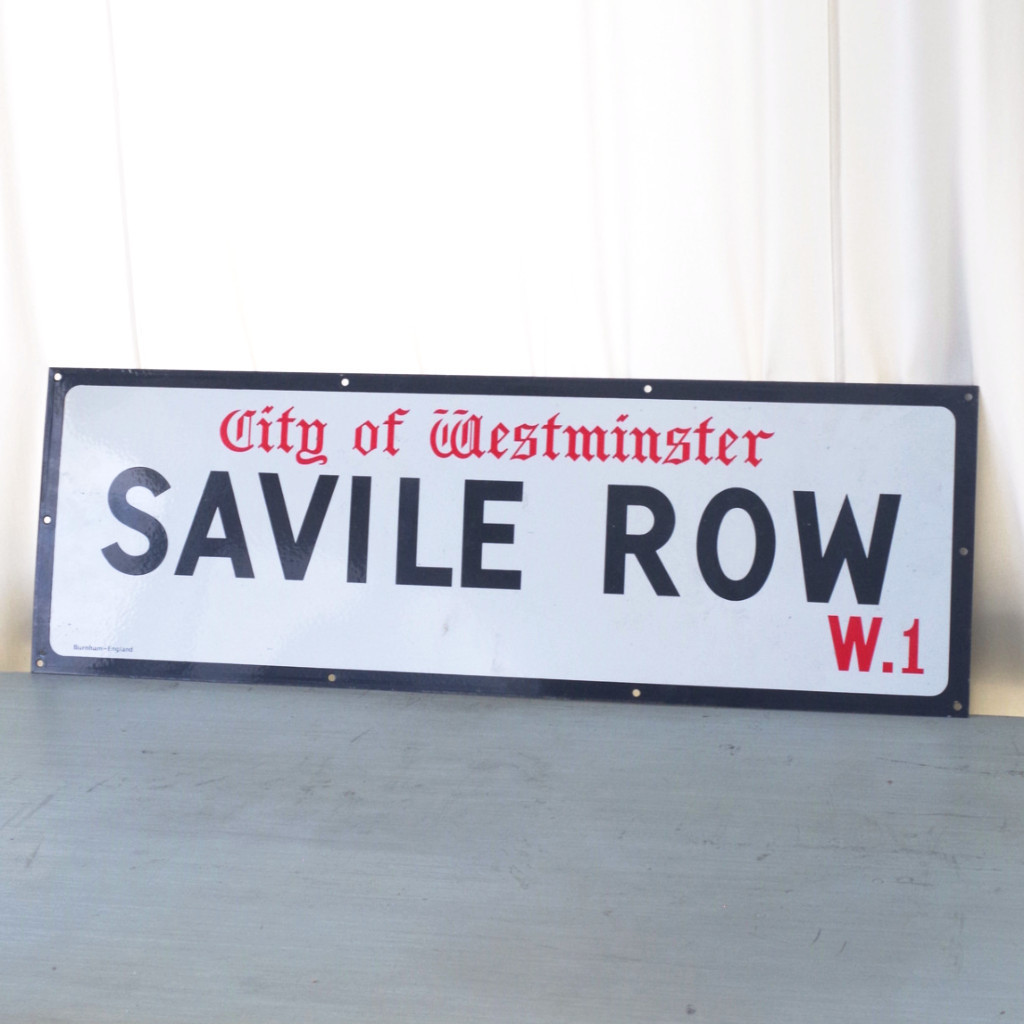 City of Westminster
SAVILE ROW
W.1
Burnham-England